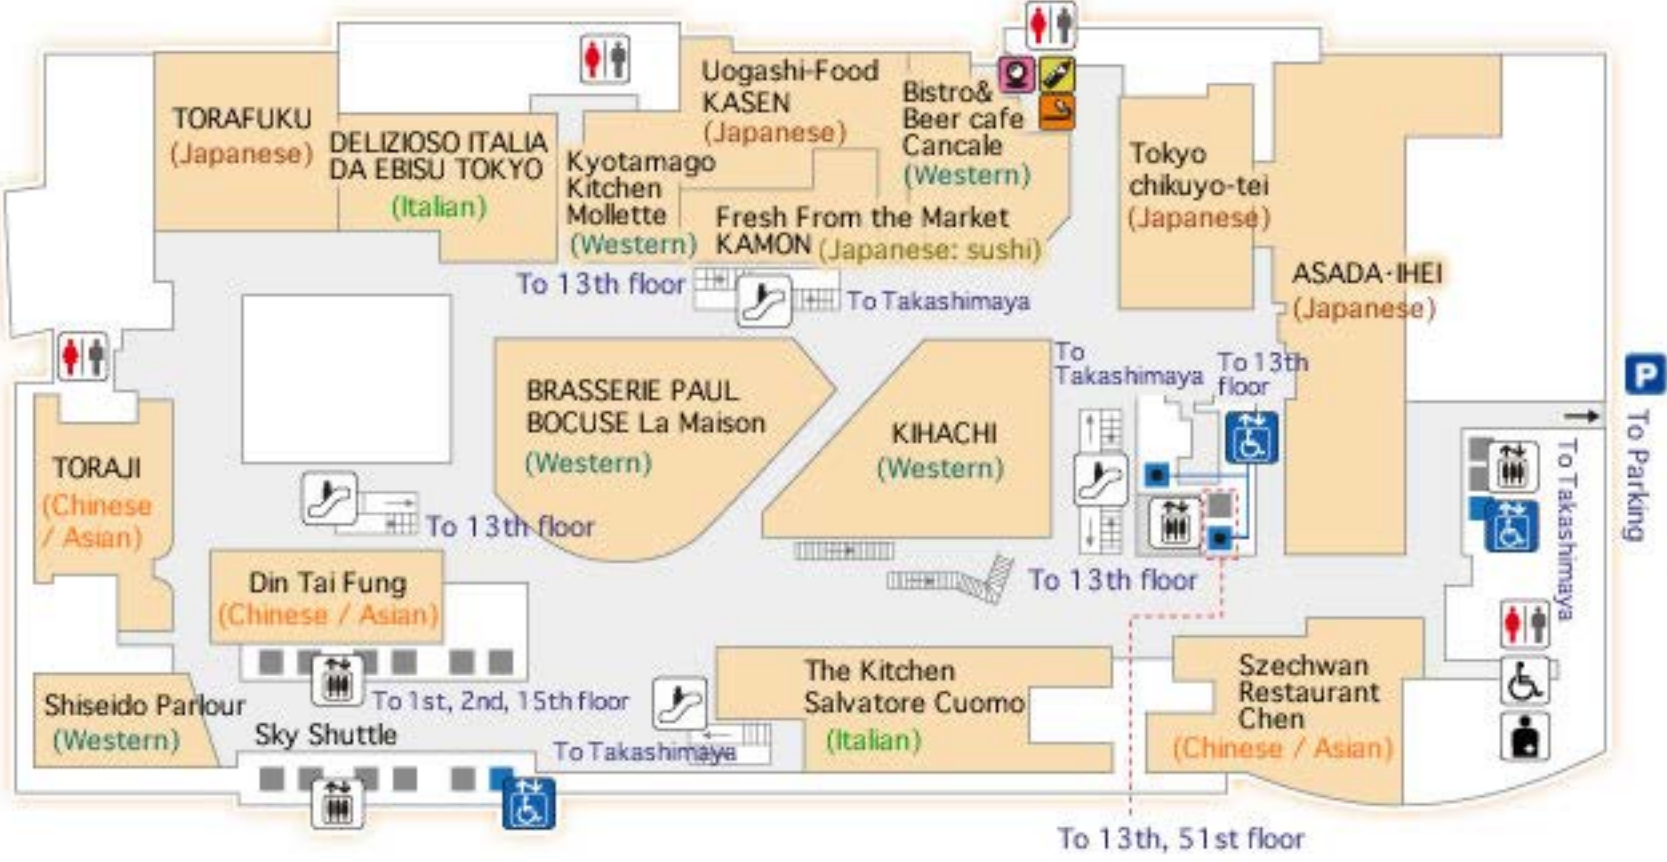 TORAFUKU
(Japanese)
DELIZIOSO ITALIA
DA EBISU TOKYO
(Italian)
Kyotamago
Kitchen
Mollette
(Western)
Uogashi-Food
KASEN
(Japanese)
Bistro&
Beer cafe
Cancale
(Western)
Fresh From the Market
KAMON (Japanese: sushi)
Tokyo
chikuyo-tei
(Japanese)
ASADA·IHEI
(Japanese)
To 13th floor
To Takashimaya
BRASSERIE PAUL
BOCUSE La Maison
(Western)
KIHACHI
(Western)
To
Takashimaya
To 13th
floor
P
To Parking
To Takashimaya
TORAJI
(Chinese
/ Asian)
To 13th floor
Din Tai Fung
(Chinese / Asian)
To 13th floor
Shiseido Parlour
(Western)
To 1st, 2nd, 15th floor
Sky Shuttle
To Takashimaya
The Kitchen
Salvatore Cuomo
(Italian)
Szechwan
Restaurant
Chen
(Chinese / Asian)
To 13th, 51st floor